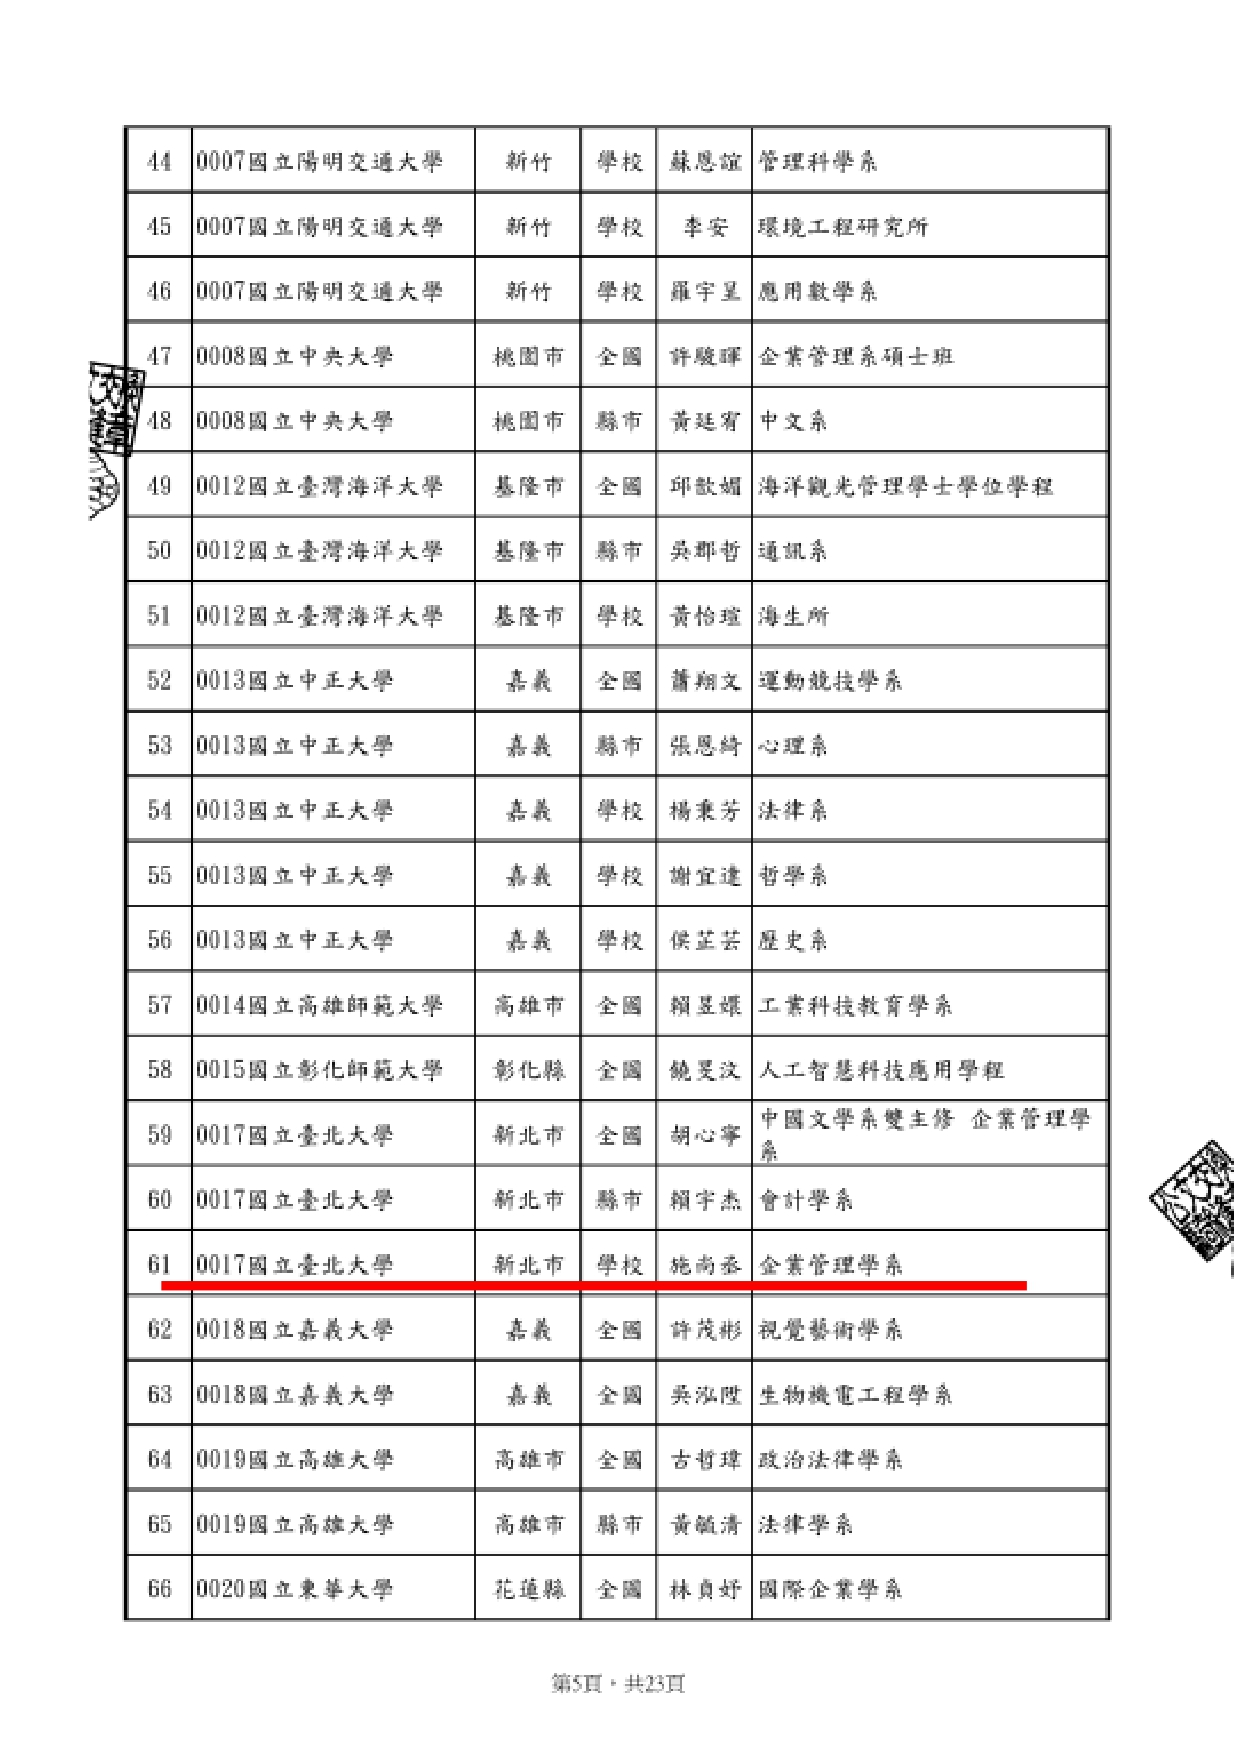 44 0007國立陽明交通大學 新竹 學校 蘇恩誼 管理科學系
45 0007國立陽明交通大學 新竹 學校 李安 環境工程研究所
46 0007國立陽明交通大學 新竹 學校 羅宇呈 應用數學系
47 0008國立中央大學 桃園市 全國 許駿暉 企業管理系碩士班
48 0008國立中央大學 桃園市 縣市 黃廷宥 中文系
49 0012國立臺灣海洋大學 基隆市 全國 邱歆媚 海洋觀光管理學士學位學程
50 0012國立臺灣海洋大學 基隆市 縣市 吳郡哲 通訊系
51 0012國立臺灣海洋大學 基隆市 學校 黃怡瑄 海生所
52 0013國立中正大學 嘉義 全國 蕭翔文 運動競技學系
53 0013國立中正大學 嘉義 縣市 張恩綺 心理系
54 0013國立中正大學 嘉義 學校 楊秉芳 法律系
55 0013國立中正大學 嘉義 學校 謝宜達 哲學系
56 0013國立中正大學 嘉義 學校 侯芷芸 歷史系
57 0014國立高雄師範大學 高雄市 全國 賴昱嬛 工業科技教育學系
58 0015國立彰化師範大學 彰化縣 全國 饒旻汶 人工智慧科技應用學程
59 0017國立臺北大學 新北市 全國 胡心寧 中國文學系雙主修 企業管理學
系
60 0017國立臺北大學 新北市 縣市 賴宇杰 會計學系
61 0017國立臺北大學 新北市 學校 施尚丞 企業管理學系
62 0018國立嘉義大學 嘉義 全國 許茂彬 視覺藝術學系
63 0018國立嘉義大學 嘉義 全國 吳泓陞 生物機電工程學系
64 0019國立高雄大學 高雄市 全國 古哲瑋 政治法律學系
65 0019國立高雄大學 高雄市 縣市 黃毓清 法律學系
66 0020國立東華大學 花蓮縣 全國 林貞妤 國際企業學系
第5頁，共23頁